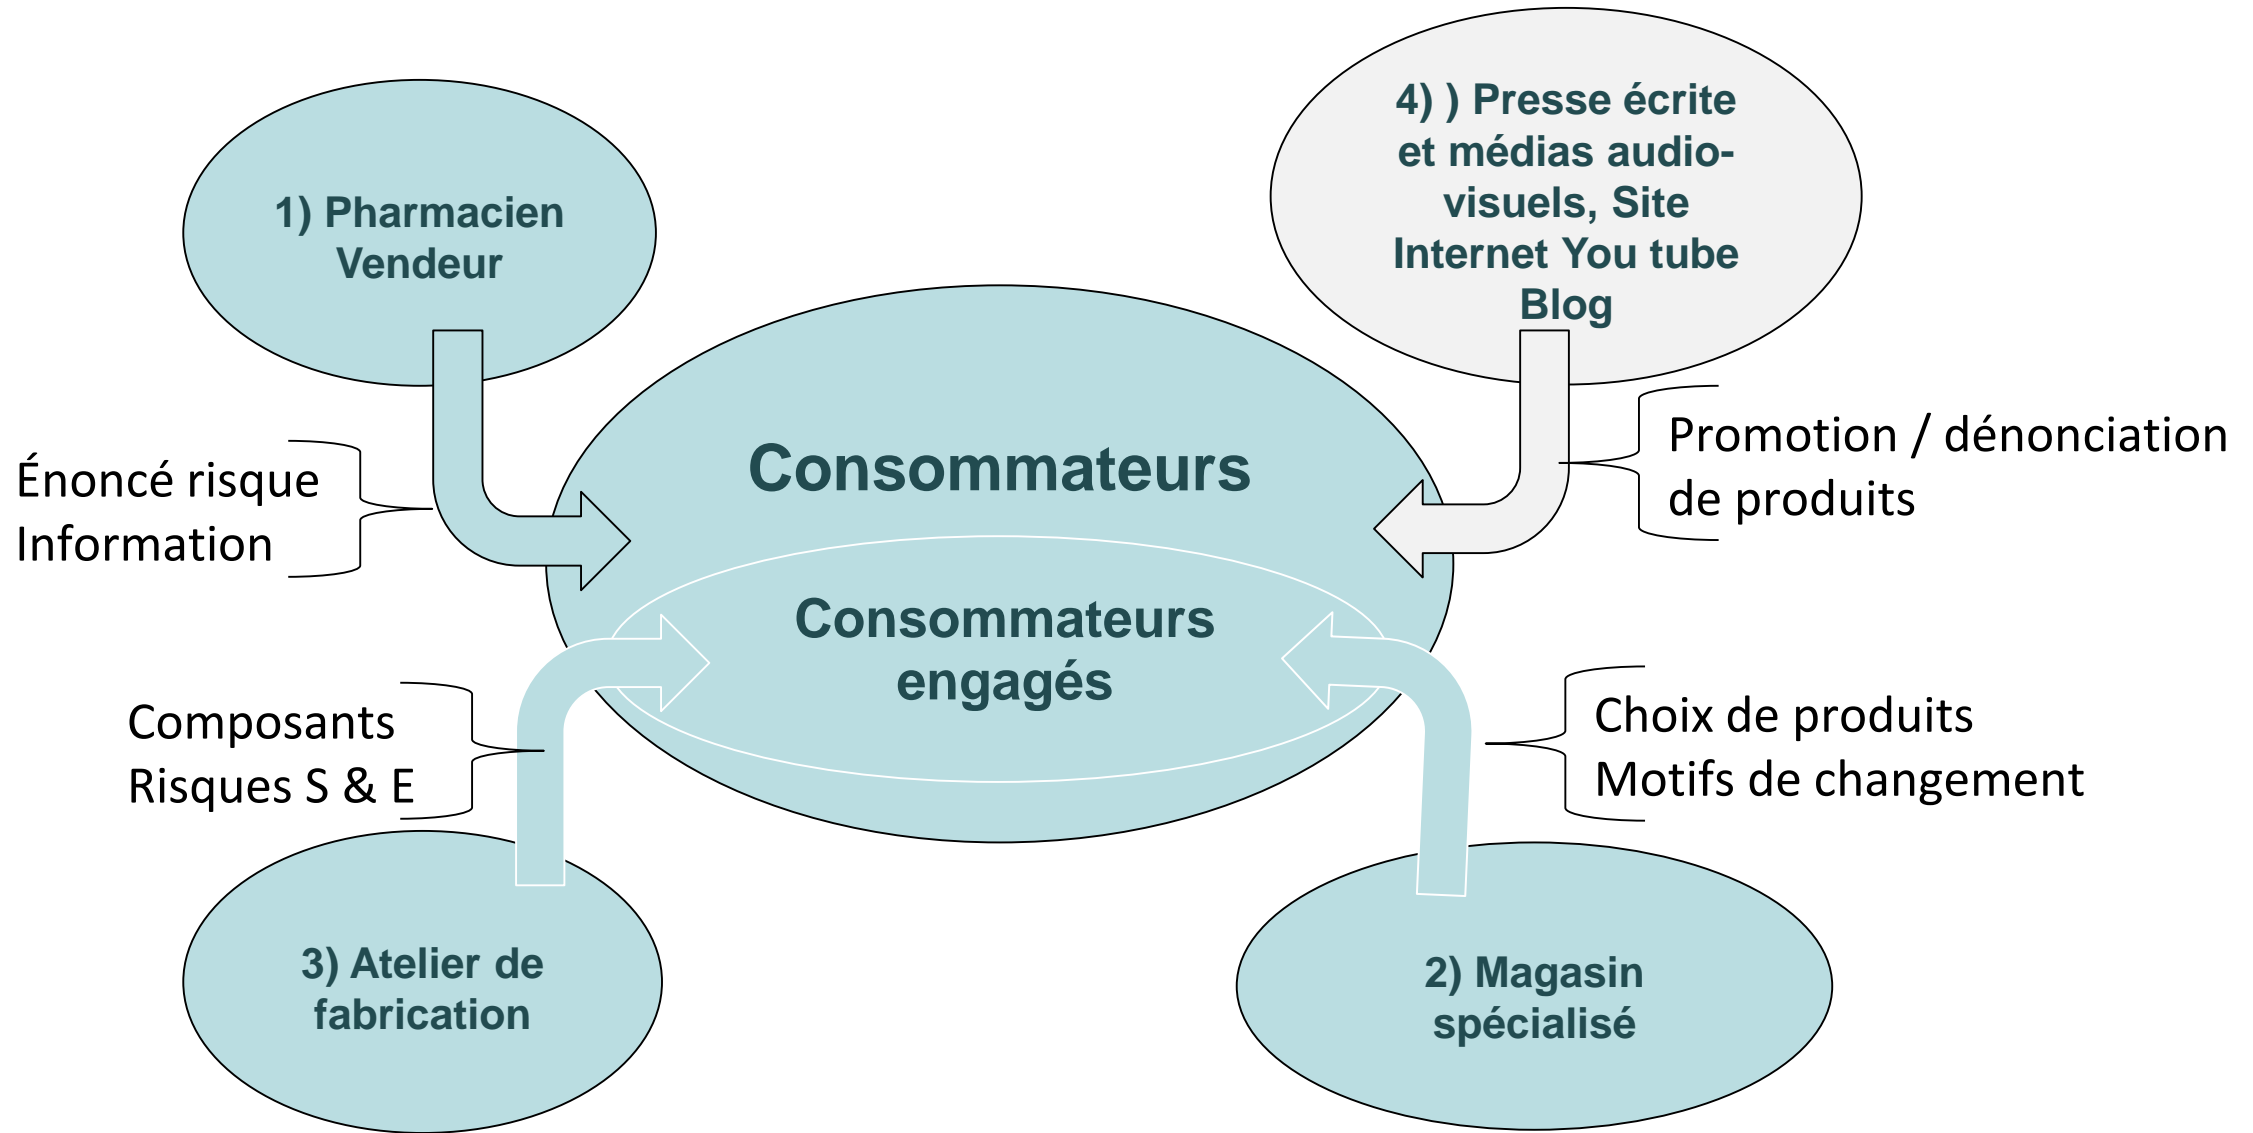 1) Pharmacien
Vendeur
4) ) Presse écrite
et médias audio-
visuels, Site
Internet You tube
Blog
Énoncé risque
Information
Consommateurs
Promotion / dénonciation
de produits
Consommateurs
engagés
Composants
Risques S & E
Choix de produits
Motifs de changement
3) Atelier de
fabrication
2) Magasin
spécialisé